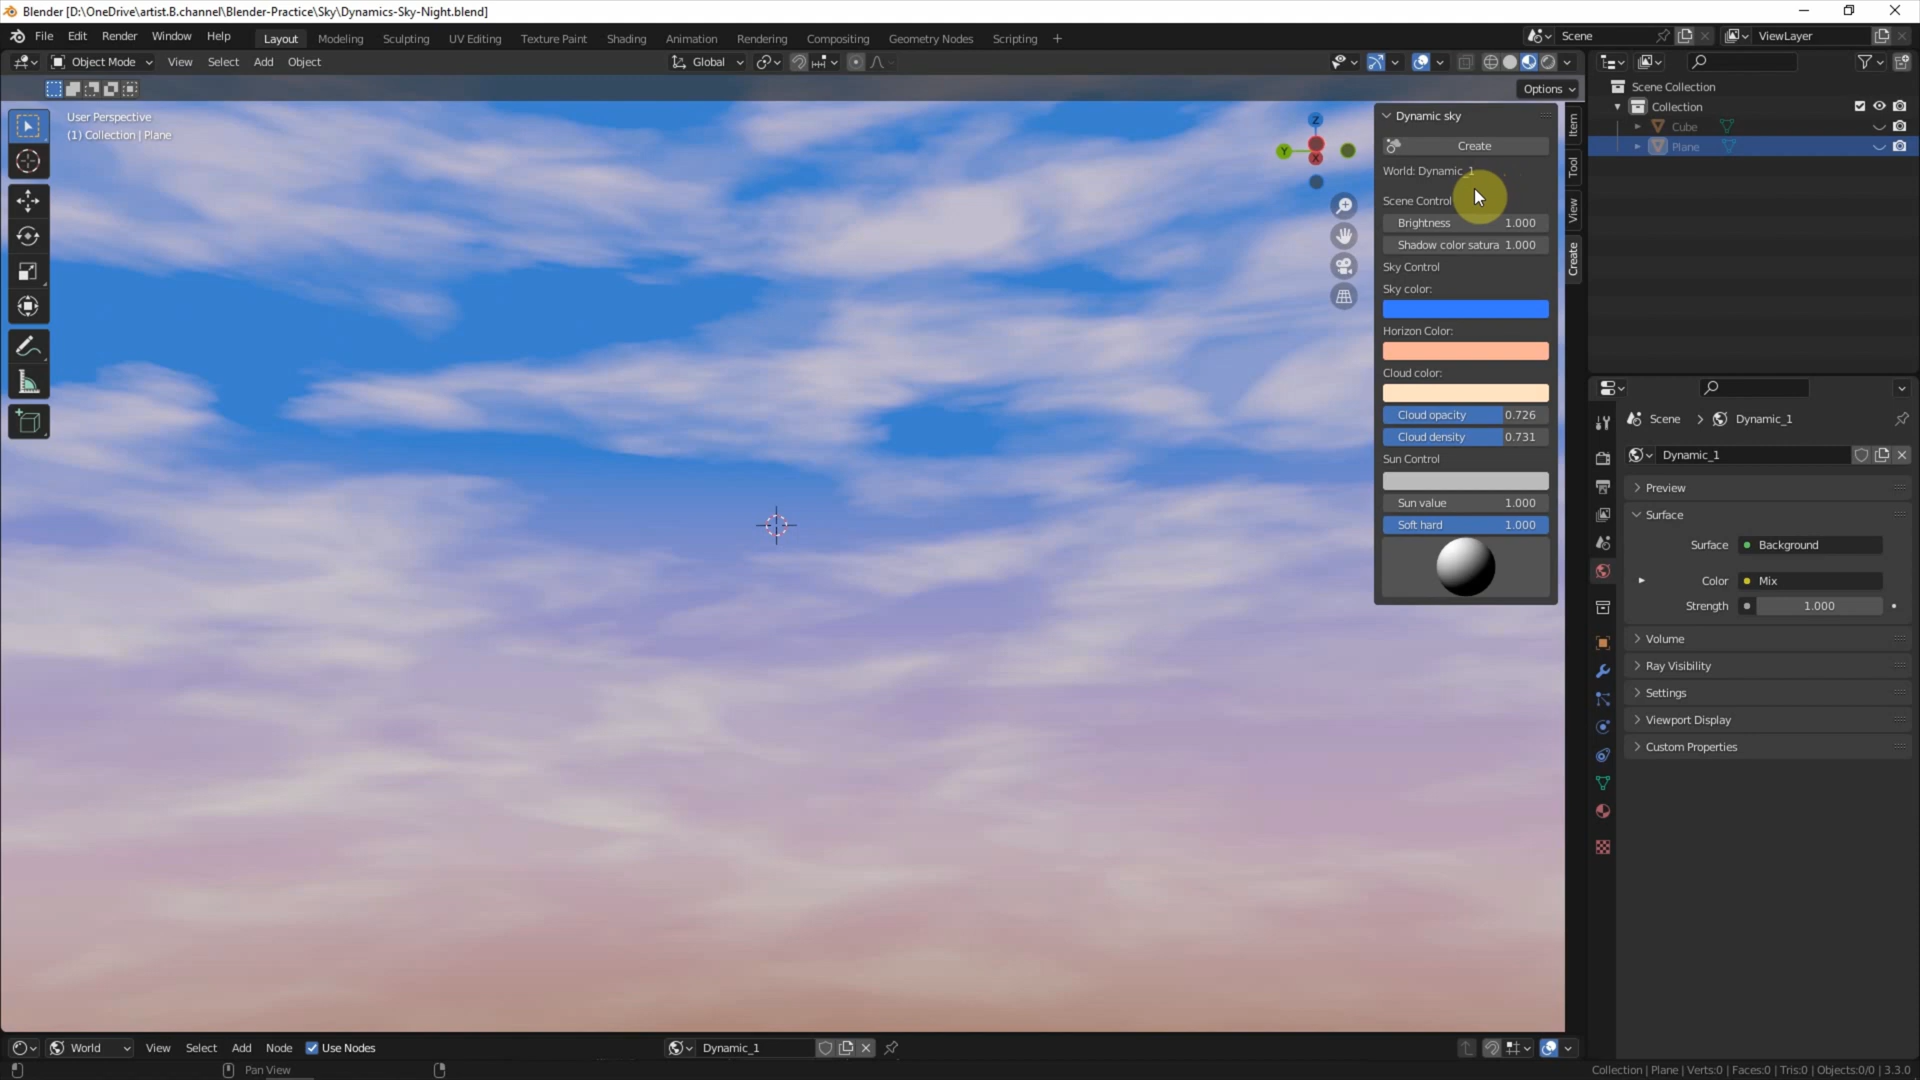 Blender [D:\OneDrive\artist.B.channel\Blender-Practice\Sky\Dynamics-Sky-Night.blend]
File Edit Render Window Help Layout Modeling Sculpting UV Editing Texture Paint Shading Animation Rendering Compositing Geometry Nodes Scripting + Scene ViewLayer
Object Mode View Select Add Object Global
Options
User Perspective
(1) Collection | Plane
Z
Y
X
Dynamic sky
Create
World: Dynamic_1
Scene Control
Brightness 1.000
Shadow color satura 1.000
Sky Control
Sky color:
Horizon Color:
Cloud color:
Cloud opacity 0.726
Cloud density 0.731
Sun Control
Sun value 1.000
Soft hard 1.000
Item
Tool
View
Create
Scene Collection
Collection
Cube
Plane
Scene > Dynamic_1
Dynamic_1
Preview
Surface
Surface Background
Color Mix
Strength 1.000
Volume
Ray Visibility
Settings
Viewport Display
Custom Properties
World View Select Add Node Use Nodes Dynamic_1
Pan View
Collection | Plane | Verts:0 | Faces:0 | Tris:0 | Objects:0/0 | 3.3.0